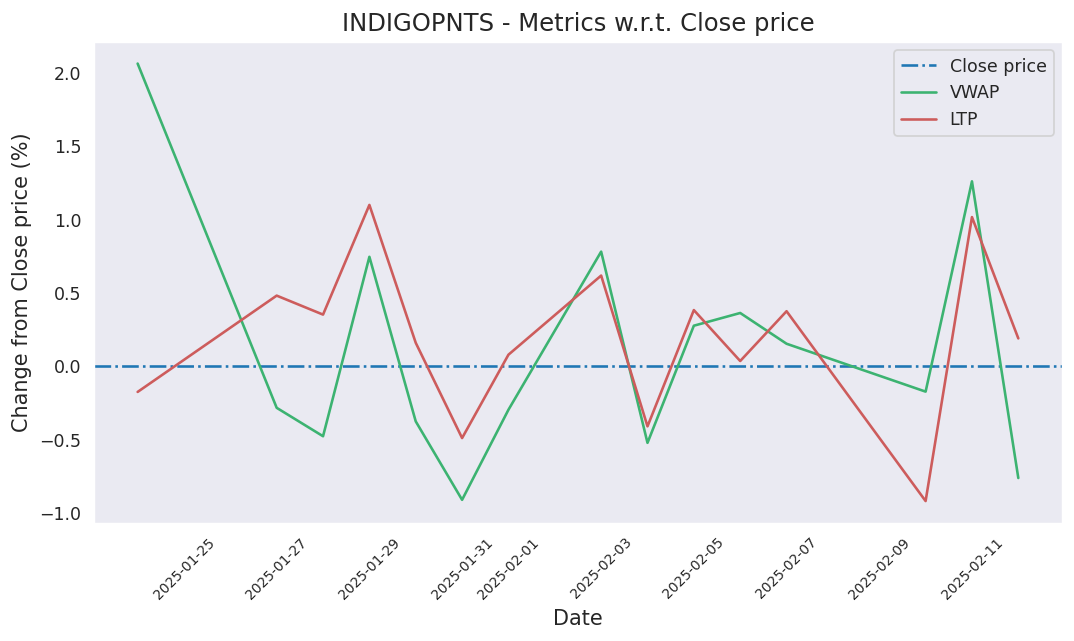 INDIGOPNTS - Metrics w.r.t. Close price
Close price
VWAP
LTP
Change from Close price (%)
2.0
1.5
1.0
0.5
0.0
−0.5
−1.0
2025-01-25
2025-01-27
2025-01-29
2025-01-31
2025-02-01
2025-02-03
2025-02-05
2025-02-07
2025-02-09
2025-02-11
Date